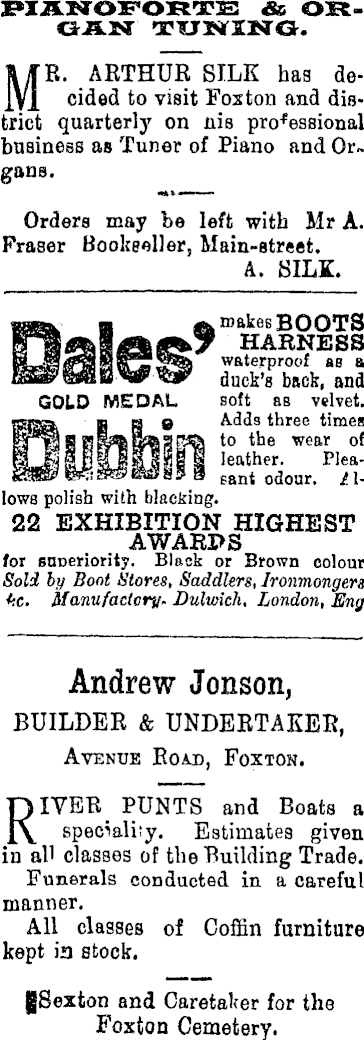 PIANOFORTE & OR-
GAN TUNING.
MR. ARTHUR SILK has de-
cided to visit Foxton and dis-
trict quarterly on his professional
business as Tuner of Piano and Or-
gans.
Orders may be left with Mr A.
Fraser Bookseller, Main-street.
A. SILK.
Dales'
GOLD MEDAL
Dubbin
makes BOOTS
HARNESS
waterproof as a
duck's back, and
soft as velvet.
Adds three times
to the wear of
leather. Plea-
sant odour. Al-
lows polish with blacking.
22 EXHIBITION HIGHEST
AWARDS
for superiority. Black or Brown colour
Sold by Boot Stores, Saddlers, Ironmongers
&c. Manufactory- Dulwich, London, Eng
Andrew Jonson,
BUILDER & UNDERTAKER,
AVENUE ROAD, FOXTON.
RIVER PUNTS and Boats a
speciality. Estimates given
in all classes of the Building Trade.
Funerals conducted in a careful
manner.
All classes of Coffin furniture
kept in stock.
Sexton and Caretaker for the
Foxton Cemetery.